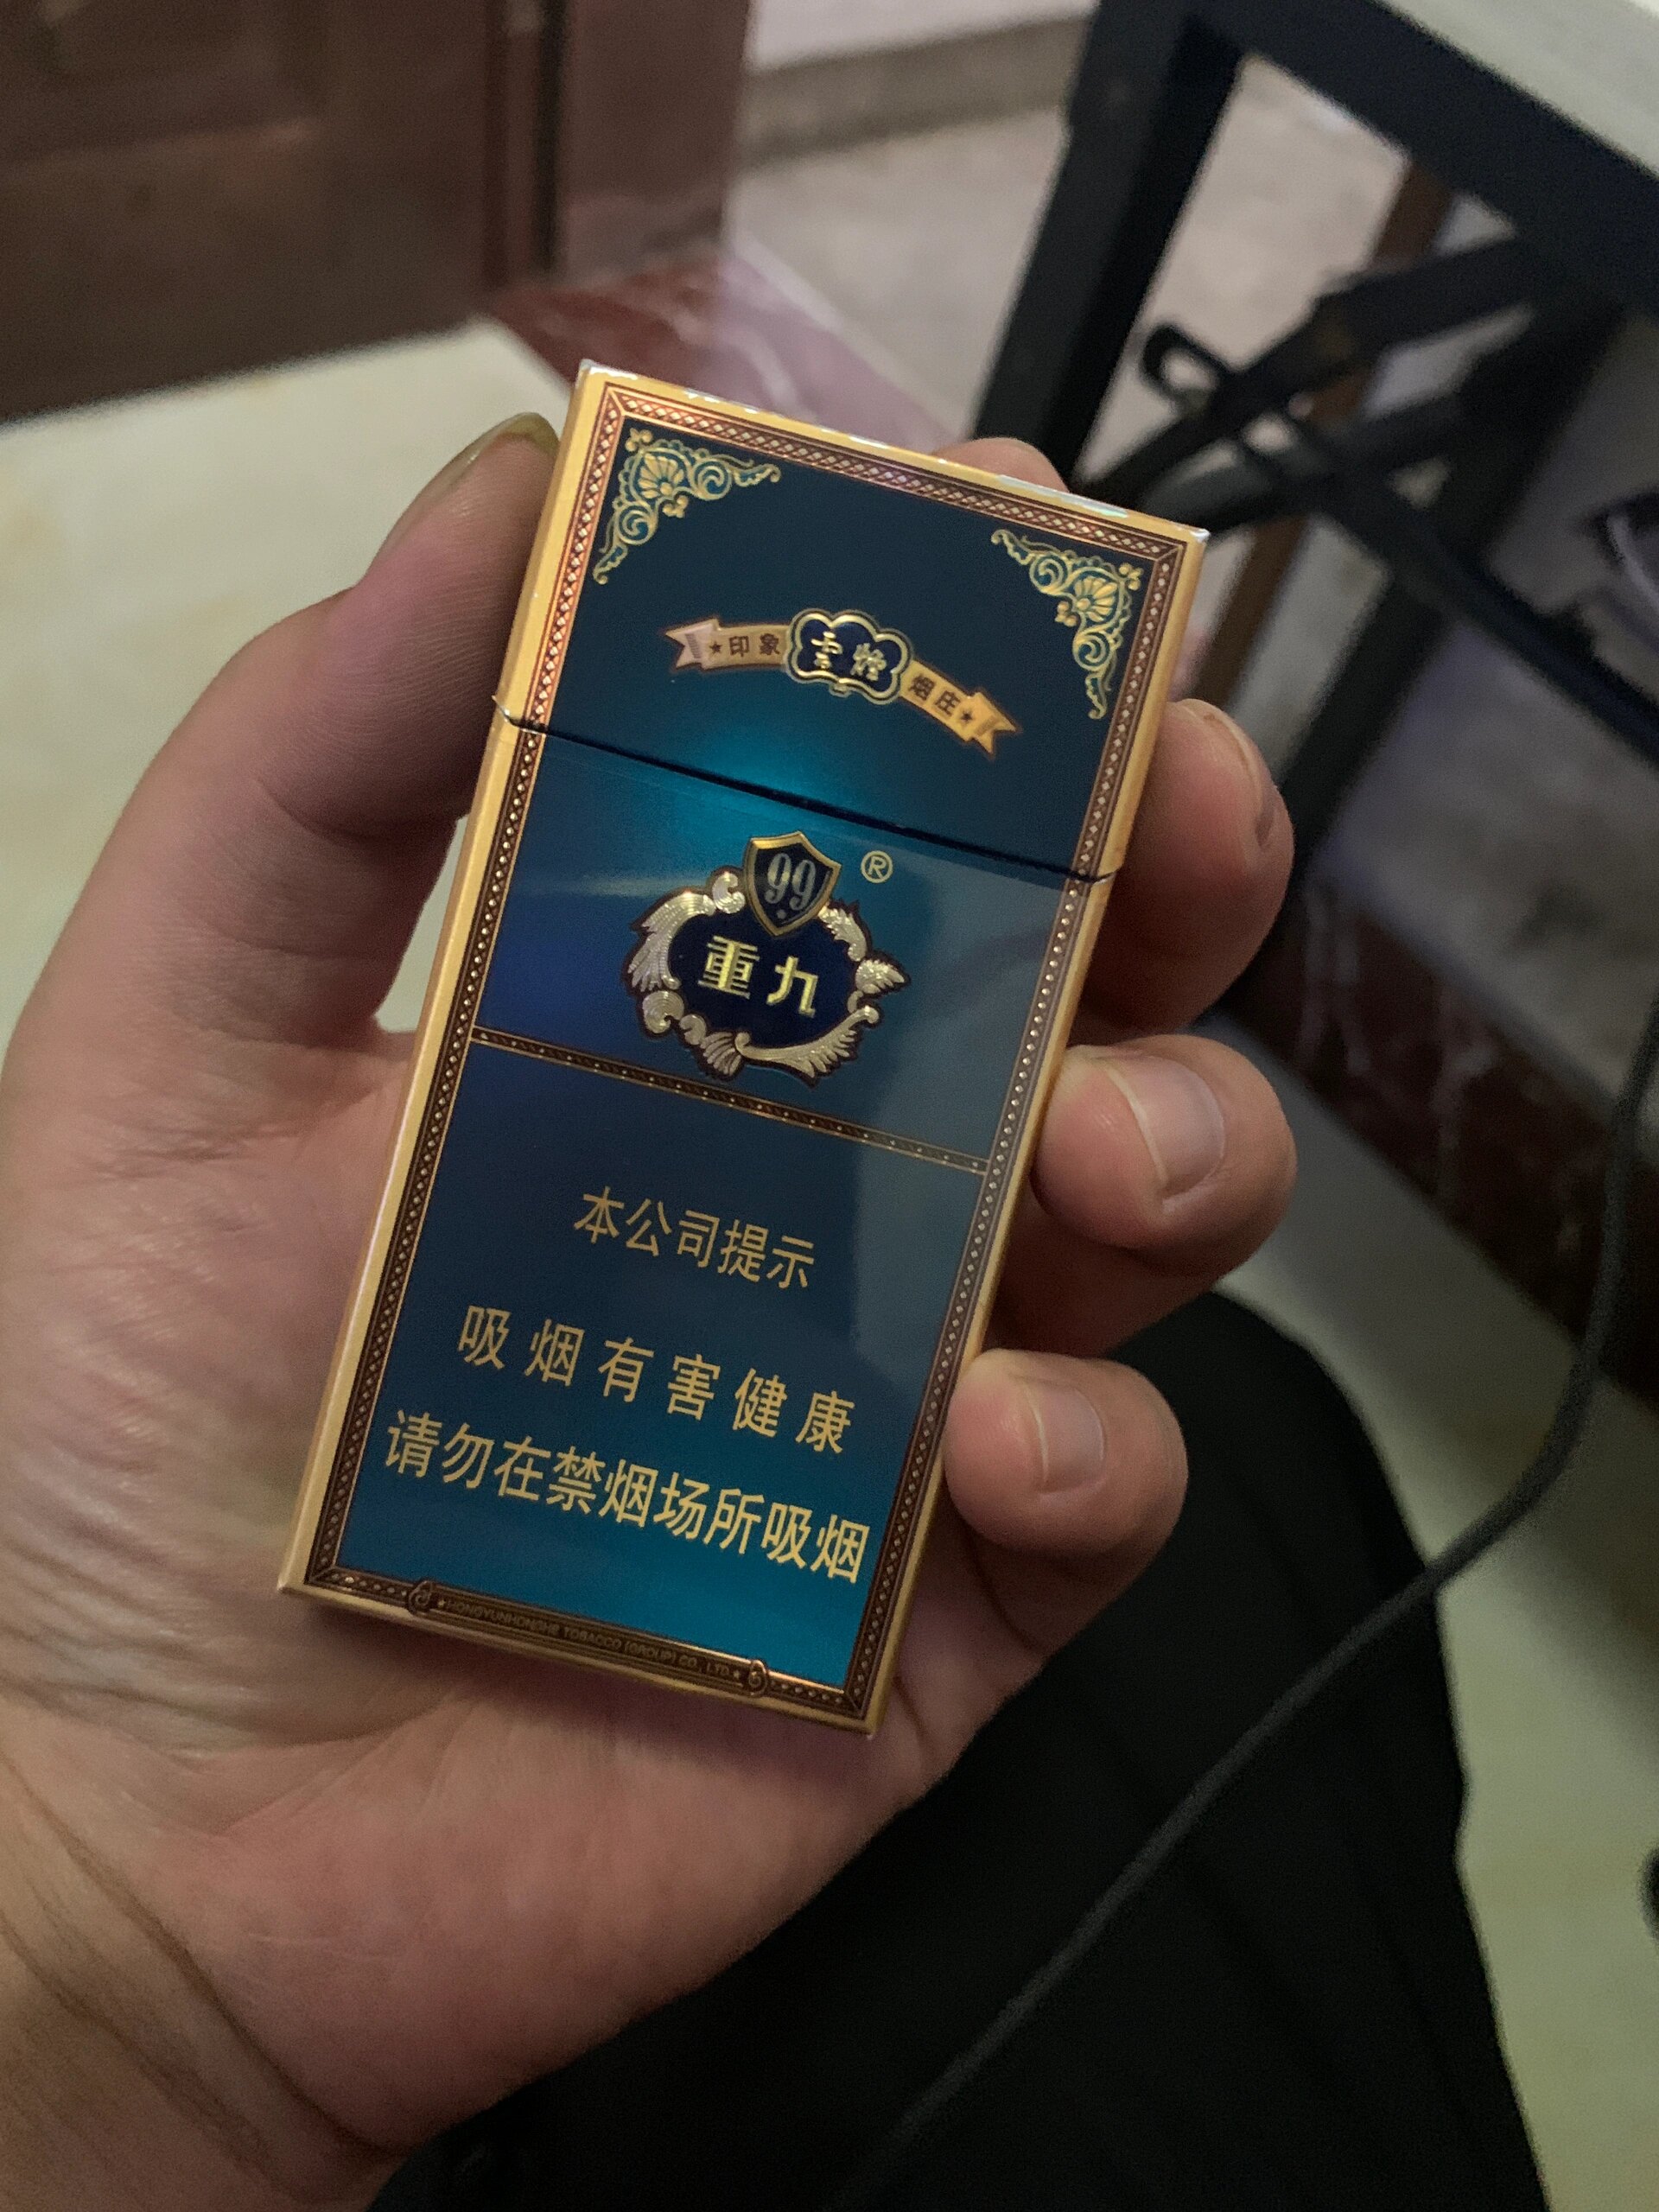 印象 雲烟 烟庄
99 ®
重九
本公司提示
吸烟有害健康
请勿在禁烟场所吸烟
★HONGYUNHONGHE TOBACCO (GROUP) CO., LTD.★